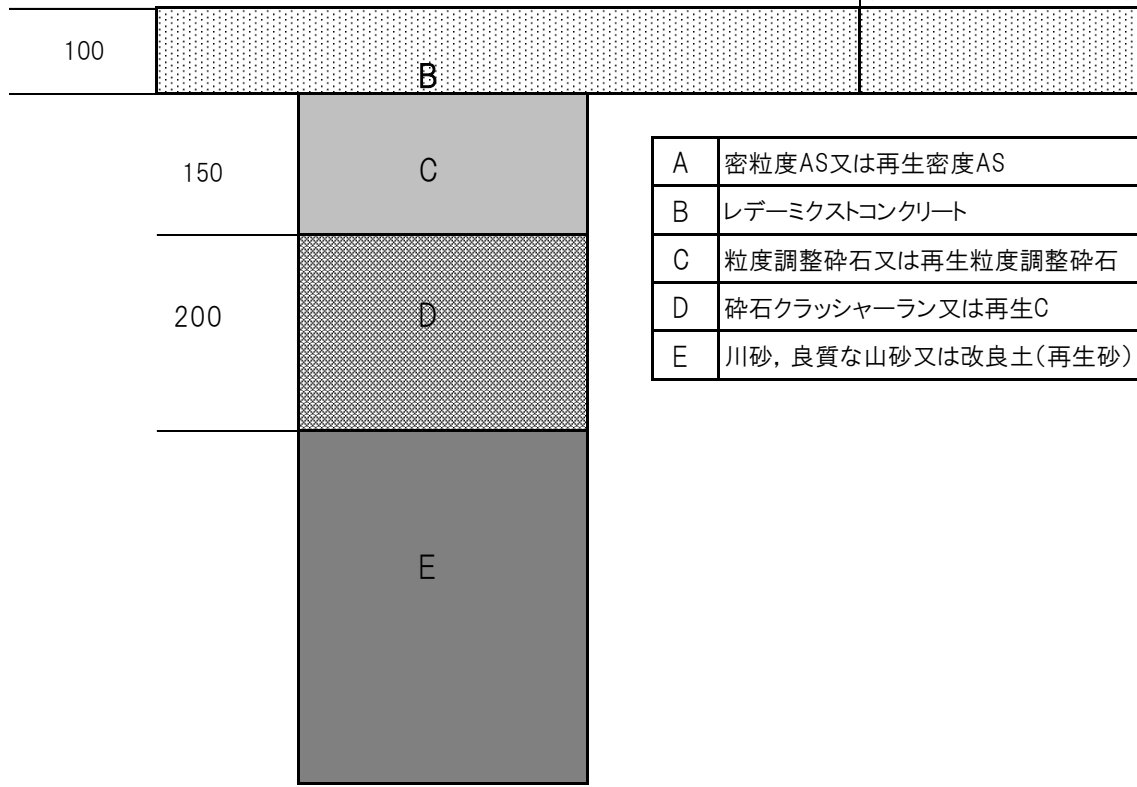 100
B
150
C
200
D
E
A 密粒度AS又は再生密度AS
B レデーミクストコンクリート
C 粒度調整砕石又は再生粒度調整砕石
D 砕石クラッシャーラン又は再生C
E 川砂，良質な山砂又は改良土(再生砂)